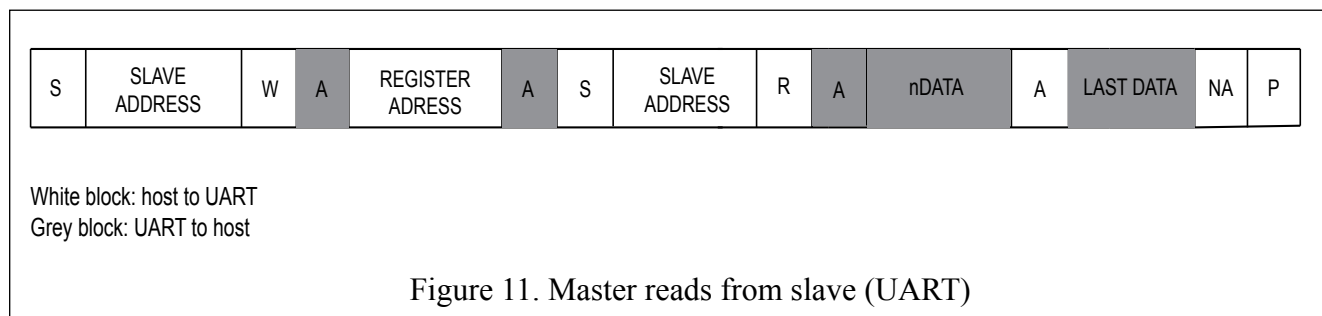 S SLAVE ADDRESS W A REGISTER ADRESS A S SLAVE ADDRESS R A nDATA A LAST DATA NA P
White block: host to UART
Grey block: UART to host
Figure 11. Master reads from slave (UART)